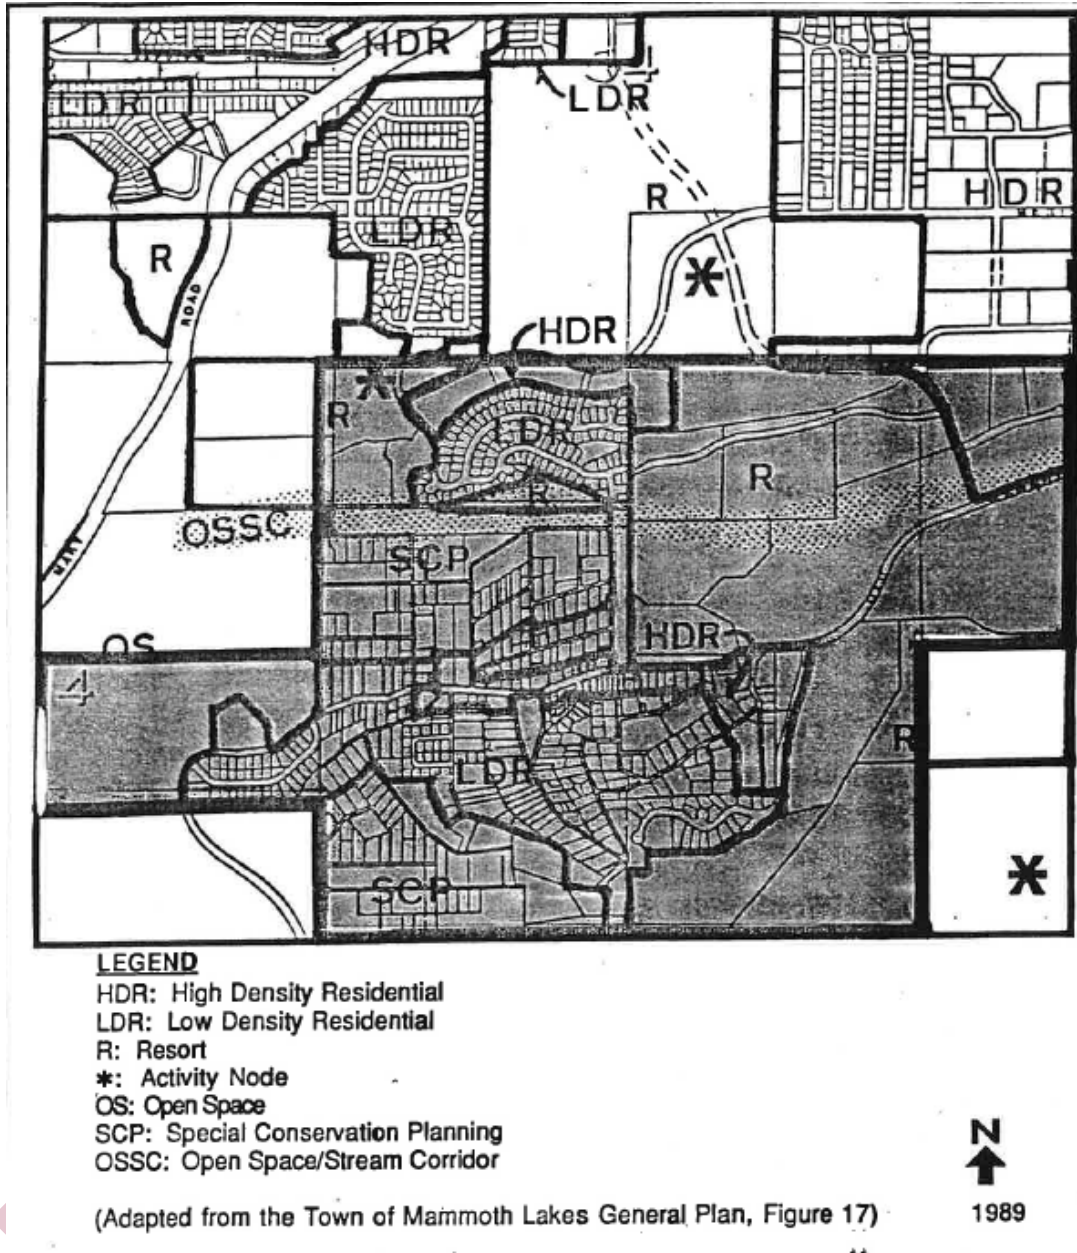 HDR
LDR
4
LDR
R
HDR
LDR
R
ROAD
HDR
R
LDR
R
R
OSSC
SCP
MARY
HDR
OS
4
R
LDR
SCP
LEGEND
HDR: High Density Residential
LDR: Low Density Residential
R: Resort
*: Activity Node
OS: Open Space
SCP: Special Conservation Planning
OSSC: Open Space/Stream Corridor
N
(Adapted from the Town of Mammoth Lakes General Plan, Figure 17)
1989